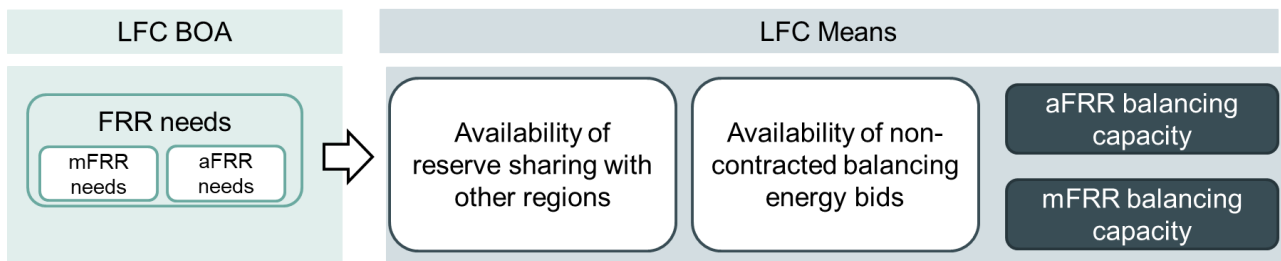 LFC BOA
LFC Means
FRR needs
mFRR
needs
aFRR
needs
Availability of
reserve sharing with
other regions
Availability of non-
contracted balancing
energy bids
aFRR balancing
capacity
mFRR balancing
capacity